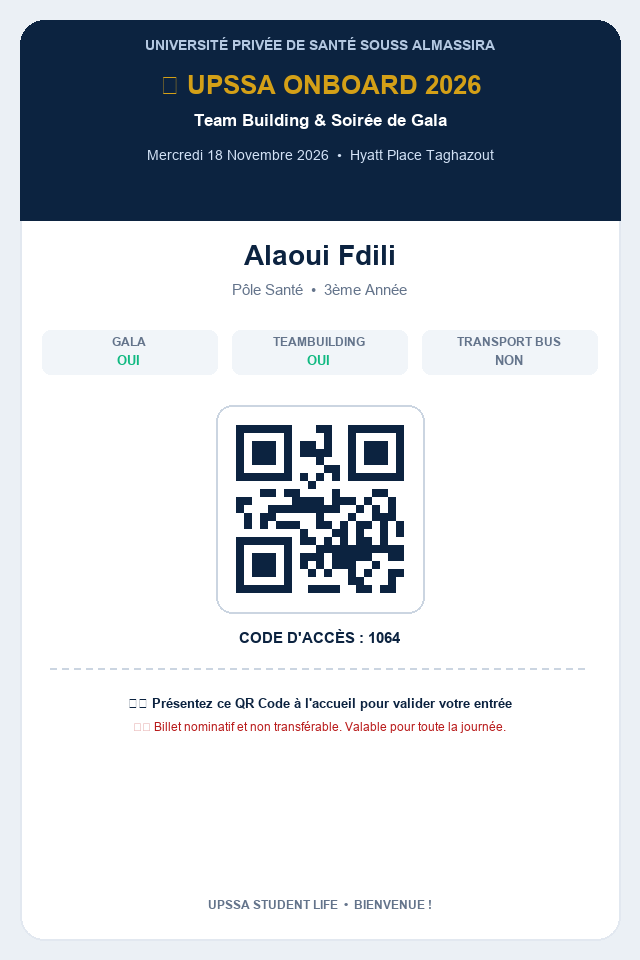 UNIVERSITÉ PRIVÉE DE SANTÉ SOUSS ALMASSIRA
UPSSA ONBOARD 2026
Team Building & Soirée de Gala
Mercredi 18 Novembre 2026 • Hyatt Place Taghazout
Alaoui Fdili
Pôle Santé • 3ème Année
GALA
OUI
TEAMBUILDING
OUI
TRANSPORT BUS
NON
CODE D'ACCÈS : 1064
Présentez ce QR Code à l'accueil pour valider votre entrée
Billet nominatif et non transférable. Valable pour toute la journée.
UPSSA STUDENT LIFE • BIENVENUE !